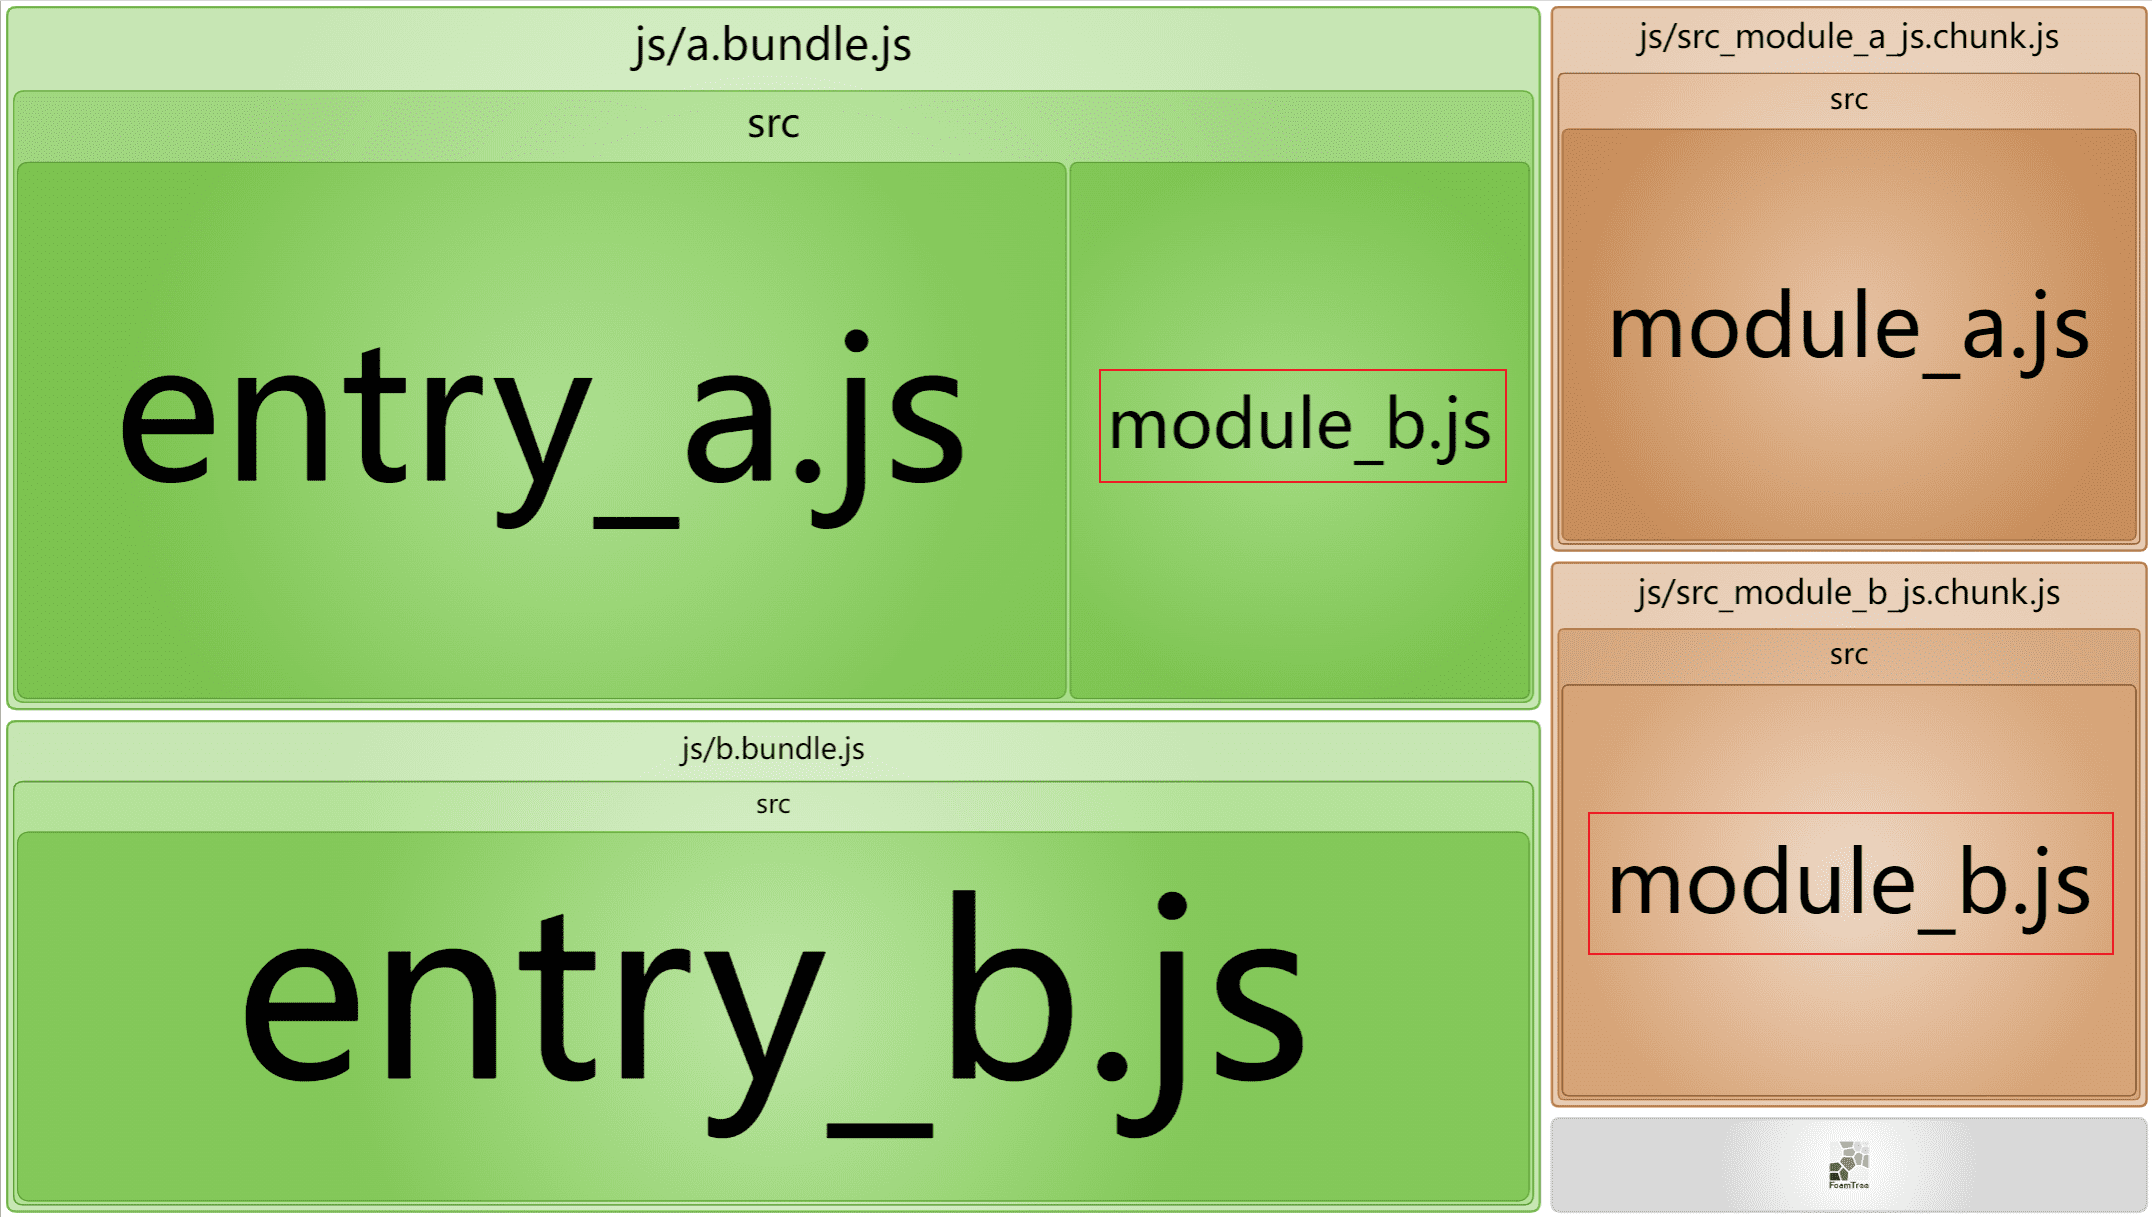 js/a.bundle.js
src
entry_a.js
module_b.js
js/b.bundle.js
src
entry_b.js
js/src_module_a_js.chunk.js
src
module_a.js
js/src_module_b_js.chunk.js
src
module_b.js
FoamTree